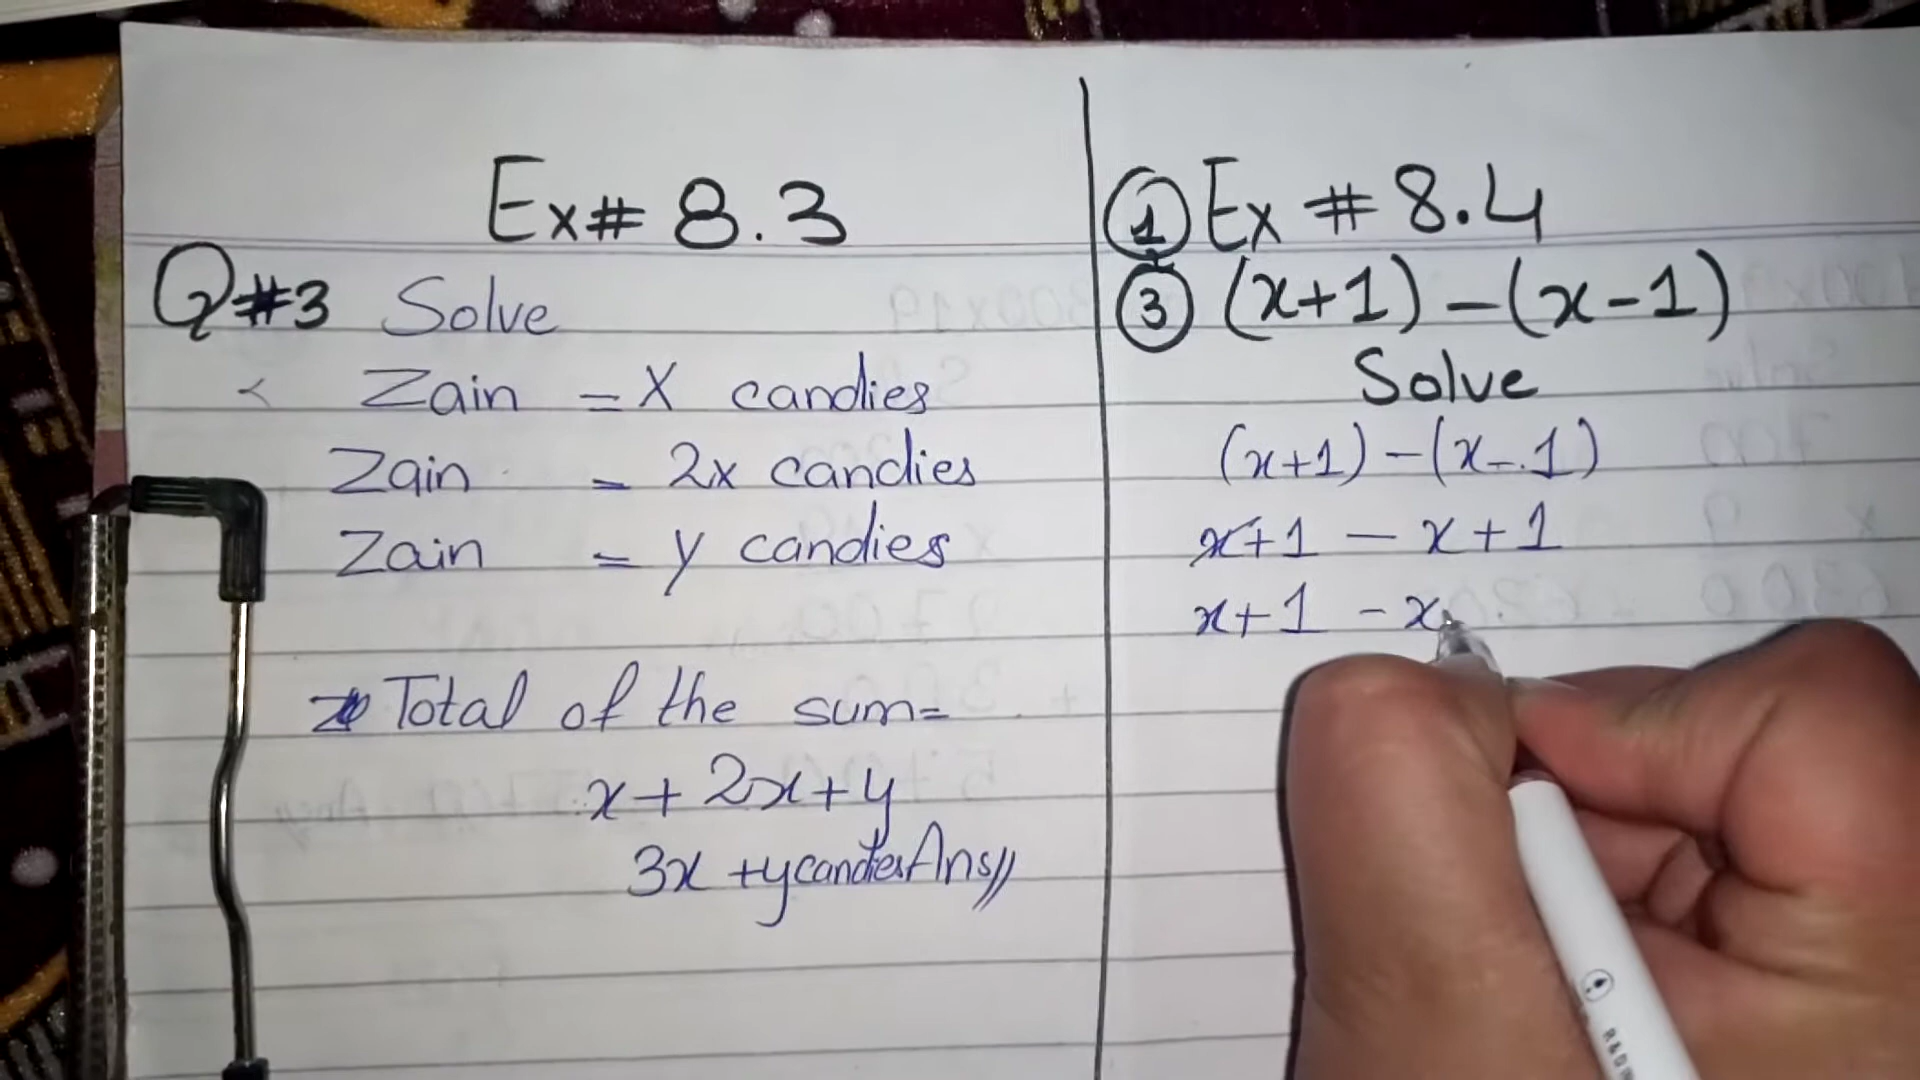 Ex# 8.3
Q#3 Solve
Zain = X candies
Zain = 2x candies
Zain = y candies
Total of the sum=
x + 2x + y
3x + y candies Ans//
① Ex # 8.4
③ (x+1) - (x-1)
Solve
(x+1) - (x-1)
x+1 - x+1
x+1 - x